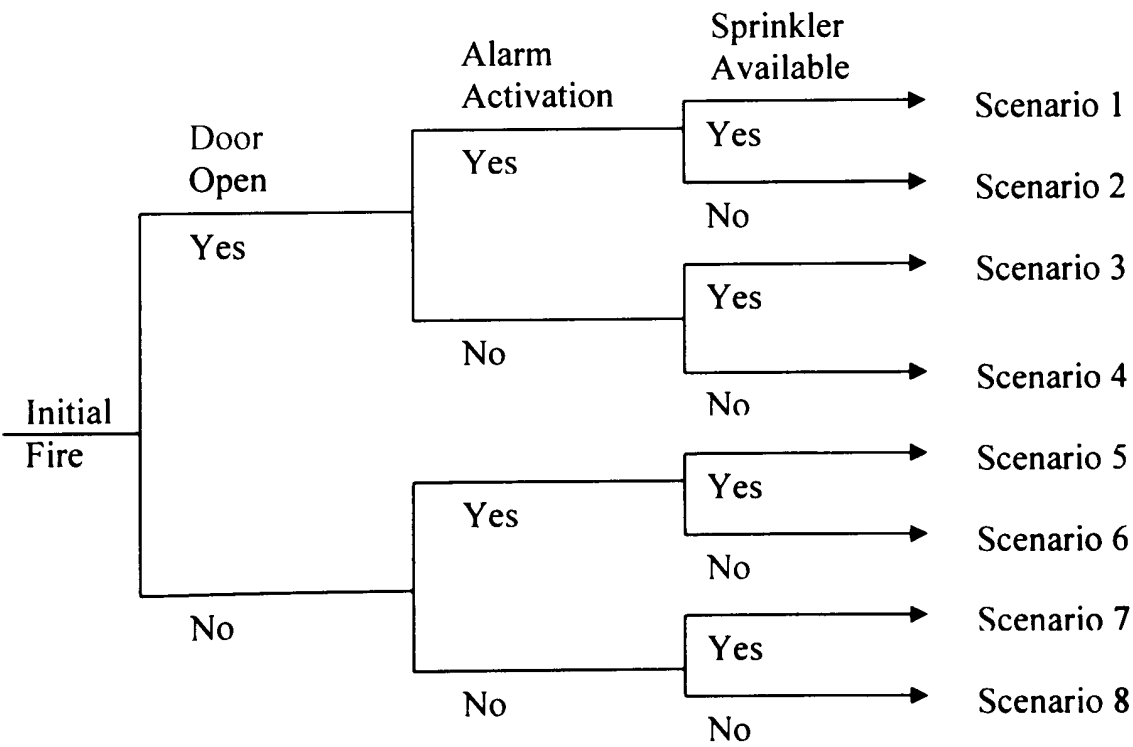 Sprinkler
Available
Alarm
Activation
Door
Open
Scenario 1
Yes
Yes
Scenario 2
No
Yes
Scenario 3
Yes
No
Scenario 4
No
Initial
Fire
Scenario 5
Yes
Yes
Scenario 6
No
No
Scenario 7
Yes
Scenario 8
No
No